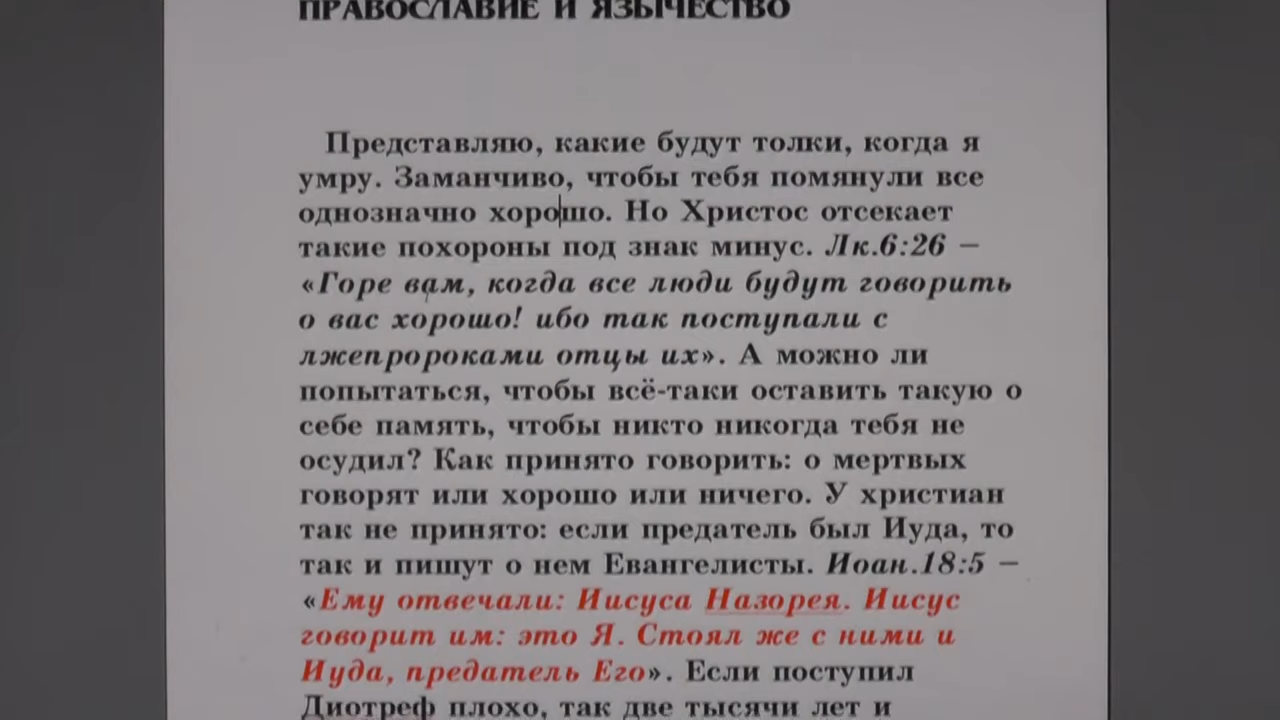 ПРАВОСЛАВИЕ И ЯЗЫЧЕСТВО
Представляю, какие будут толки, когда я
умру. Заманчиво, чтобы тебя помянули все
однозначно хорошо. Но Христос отсекает
такие похороны под знак минус. Лк.6:26 –
«Горе вам, когда все люди будут говорить
о вас хорошо! ибо так поступали с
лжепророками отцы их». А можно ли
попытаться, чтобы всё-таки оставить такую о
себе память, чтобы никто никогда тебя не
осудил? Как принято говорить: о мертвых
говорят или хорошо или ничего. У христиан
так не принято: если предатель был Иуда, то
так и пишут о нем Евангелисты. Иоан.18:5 –
«Ему отвечали: Иисуса Назорея. Иисус
говорит им: это Я. Стоял же с ними и
Иуда, предатель Его». Если поступил
Диотреф плохо, так две тысячи лет и